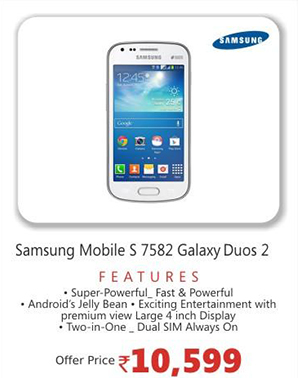 SAMSUNG
SAMSUNG
Samsung Mobile S 7582 Galaxy Duos 2
FEATURES
• Super-Powerful_ Fast & Powerful
• Android's Jelly Bean • Exciting Entertainment with
premium view Large 4 inch Display
• Two-in-One _ Dual SIM Always On
Offer Price ₹10,599